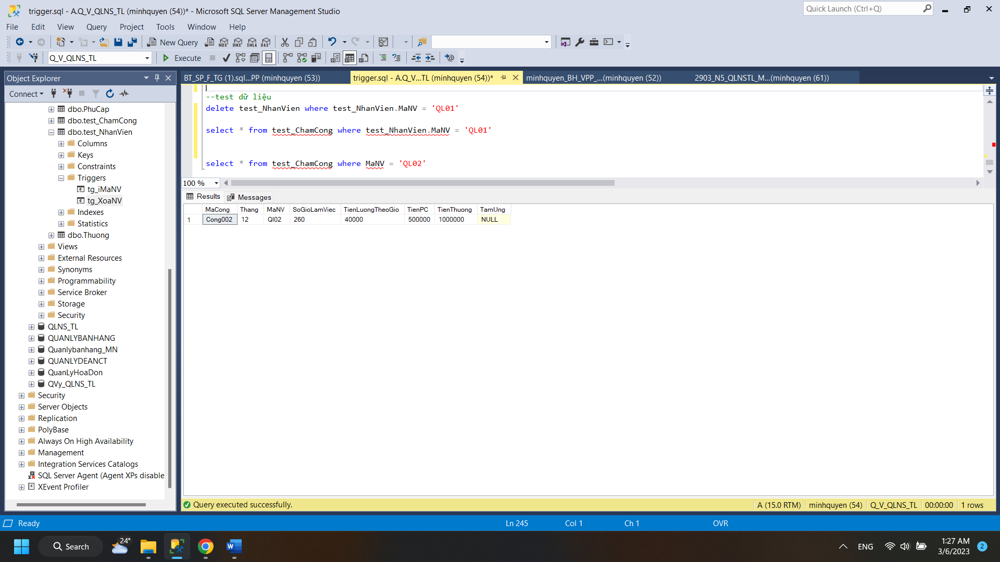 trigger.sql - A.Q_V_QLNS_TL (minhquyen (54))* - Microsoft SQL Server Management Studio
Quick Launch (Ctrl+Q)
File Edit View Query Project Tools Window Help
New Query
Q_V_QLNS_TL
Execute
Object Explorer
Connect
dbo.PhuCap
dbo.test_ChamCong
dbo.test_NhanVien
Columns
Keys
Constraints
Triggers
tg_iMaNV
tg_XoaNV
Indexes
Statistics
dbo.Thuong
Views
External Resources
Synonyms
Programmability
Service Broker
Storage
Security
QLNS_TL
QUANLYBANHANG
Quanlybanhang_MN
QUANLYDEANCT
QuanLyHoaDon
QVy_QLNS_TL
Security
Server Objects
Replication
PolyBase
Always On High Availability
Management
Integration Services Catalogs
SQL Server Agent (Agent XPs disable
XEvent Profiler
BT_SP_F_TG (1).sql...PP (minhquyen (53))
trigger.sql - A.Q_V...TL (minhquyen (54))*
minhquyen_BH_VPP_...(minhquyen (52))
2903_N5_QLNSTL_M...(minhquyen (61))
--test dữ liệu
delete test_NhanVien where test_NhanVien.MaNV = 'QL01'
select * from test_ChamCong where test_NhanVien.MaNV = 'QL01'
select * from test_ChamCong where MaNV = 'QL02'
100 %
Results Messages
MaCong Thang MaNV SoGioLamViec TienLuongTheoGio TienPC TienThuong TamUng
1 Cong002 12 Ql02 260 40000 500000 1000000 NULL
Query executed successfully.
A (15.0 RTM) minhquyen (54) Q_V_QLNS_TL 00:00:00 1 rows
Ready Ln 245 Col 1 Ch 1 OVR
Search
24°
ENG
1:27 AM
3/6/2023
2